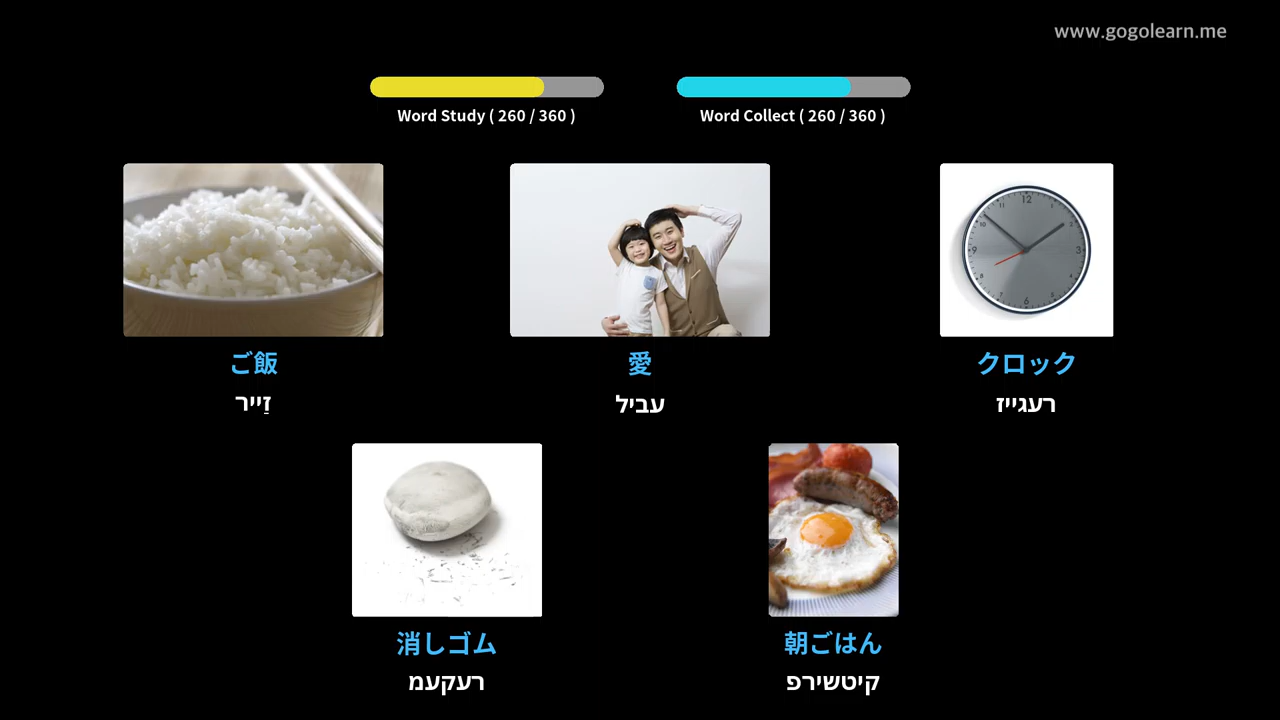 www.gogolearn.me
Word Study ( 260 / 360 )
Word Collect ( 260 / 360 )
ご飯
זַייר
愛
עביל
クロック
רעגייז
消しゴム
רעקעמ
朝ごはん
קיטשירפ